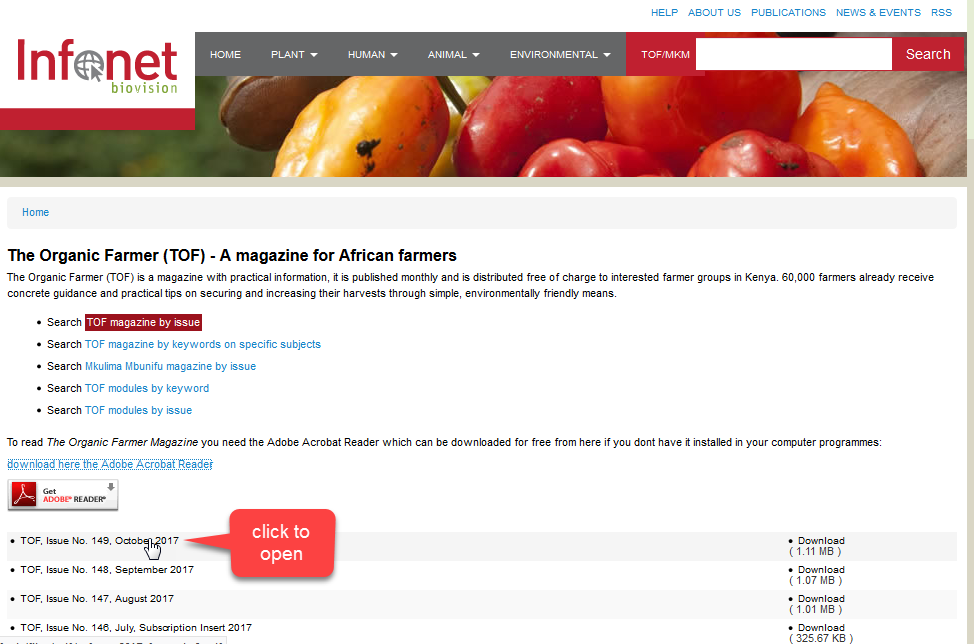 HELP ABOUT US PUBLICATIONS NEWS & EVENTS RSS
Infonet
biovision
HOME PLANT HUMAN ANIMAL ENVIRONMENTAL TOF/MKM Search
Home
The Organic Farmer (TOF) - A magazine for African farmers
The Organic Farmer (TOF) is a magazine with practical information, it is published monthly and is distributed free of charge to interested farmer groups in Kenya. 60,000 farmers already receive
concrete guidance and practical tips on securing and increasing their harvests through simple, environmentally friendly means.
• Search TOF magazine by issue
• Search TOF magazine by keywords on specific subjects
• Search Mkulima Mbunifu magazine by issue
• Search TOF modules by keyword
• Search TOF modules by issue
To read The Organic Farmer Magazine you need the Adobe Acrobat Reader which can be downloaded for free from here if you dont have it installed in your computer programmes:
download here the Adobe Acrobat Reader
Get
ADOBE® READER®
click to
open
• TOF, Issue No. 149, October 2017 • Download
( 1.11 MB )
• TOF, Issue No. 148, September 2017 • Download
( 1.07 MB )
• TOF, Issue No. 147, August 2017 • Download
( 1.01 MB )
• TOF, Issue No. 146, July, Subscription Insert 2017 • Download
( 325.67 KB )